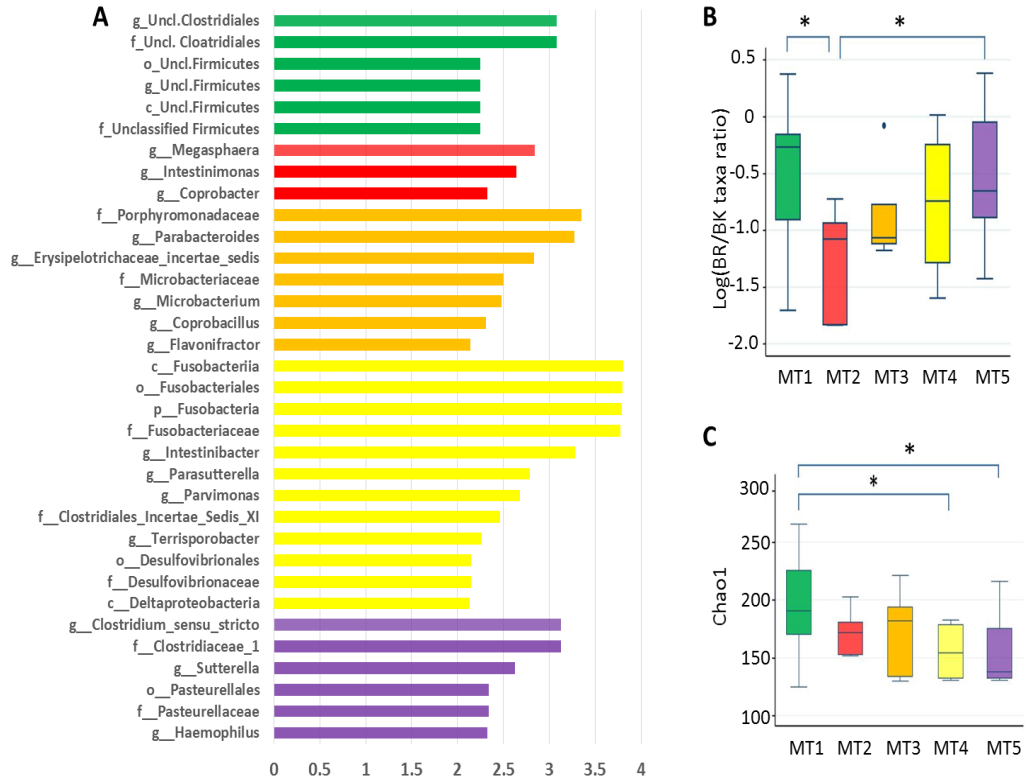 A
g_Uncl.Clostridiales
f_Uncl. Cloatridiales
o_Uncl.Firmicutes
g_Uncl.Firmicutes
c_Uncl.Firmicutes
f_Unclassified Firmicutes
g__Megasphaera
g__Intestinimonas
g__Coprobacter
f__Porphyromonadaceae
g__Parabacteroides
g__Erysipelotrichaceae_incertae_sedis
f__Microbacteriaceae
g__Microbacterium
g__Coprobacillus
g__Flavonifractor
c__Fusobacteriia
o__Fusobacteriales
p__Fusobacteria
f__Fusobacteriaceae
g__Intestinibacter
g__Parasutterella
g__Parvimonas
f__Clostridiales_Incertae_Sedis_XI
g__Terrisporobacter
o__Desulfovibrionales
f__Desulfovibrionaceae
c__Deltaproteobacteria
g__Clostridium_sensu_stricto
f__Clostridiaceae_1
g__Sutterella
o__Pasteurellales
f__Pasteurellaceae
g__Haemophilus
0 0.5 1 1.5 2 2.5 3 3.5 4
B
* *
Log(BR/BK taxa ratio)
0.5
0
-0.5
-1.0
-1.5
-2.0
MT1 MT2 MT3 MT4 MT5
C
*
*
Chao1
300
250
200
150
100
MT1 MT2 MT3 MT4 MT5